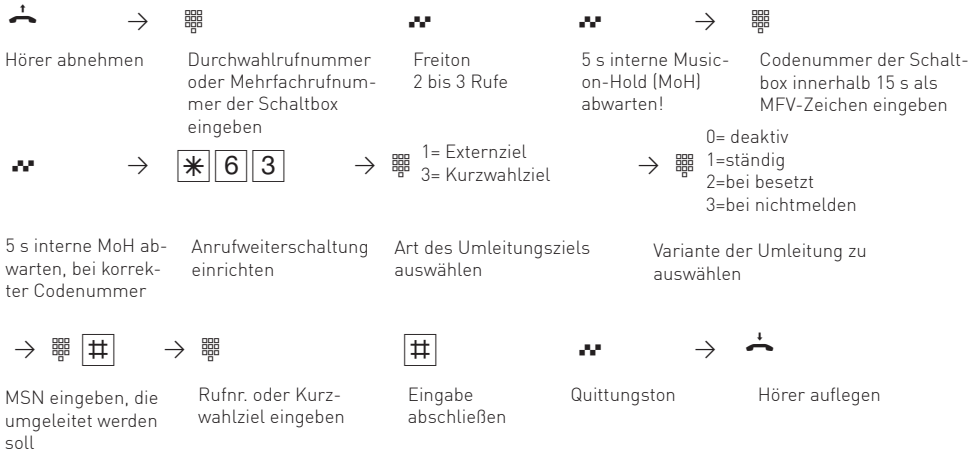 Hörer abnehmen
Durchwahlrufnummer
oder Mehrfachrufnum-
mer der Schaltbox
eingeben
Freiton
2 bis 3 Rufe
5 s interne Music-
on-Hold (MoH)
abwarten!
Codenummer der Schalt-
box innerhalb 15 s als
MFV-Zeichen eingeben
* 6 3
1= Externziel
3= Kurzwahlziel
0= deaktiv
1=ständig
2=bei besetzt
3=bei nichtmelden
5 s interne MoH ab-
warten, bei korrek-
ter Codenummer
Anrufweiterschaltung
einrichten
Art des Umleitungsziels
auswählen
Variante der Umleitung zu
auswählen
#
#
MSN eingeben, die
umgeleitet werden
soll
Rufnr. oder Kurz-
wahlziel eingeben
Eingabe
abschließen
Quittungston
Hörer auflegen